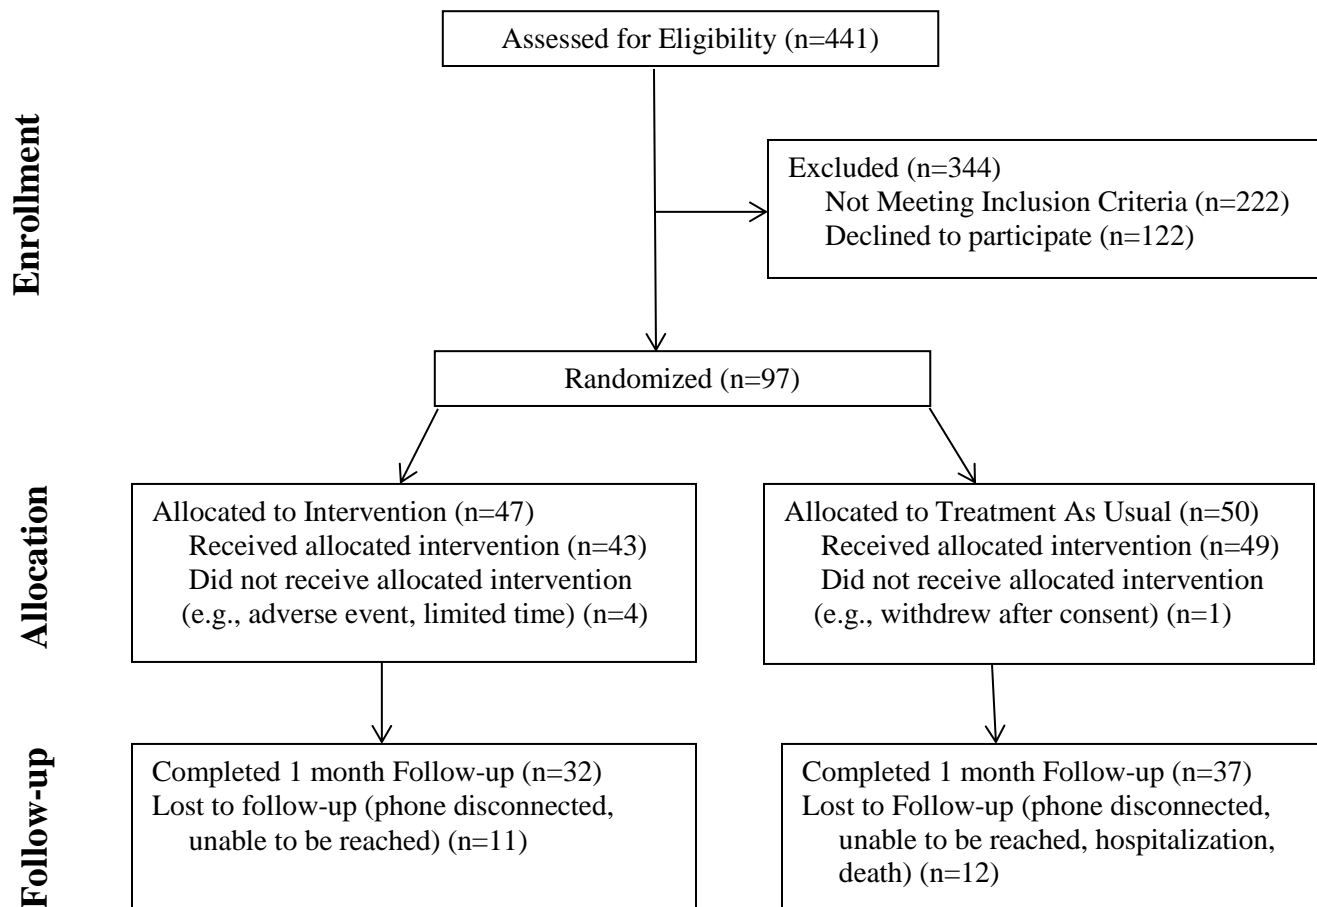 Assessed for Eligibility (n=441)
Enrollment
Excluded (n=344)
Not Meeting Inclusion Criteria (n=222)
Declined to participate (n=122)
Randomized (n=97)
Allocation
Allocated to Intervention (n=47)
Received allocated intervention (n=43)
Did not receive allocated intervention
(e.g., adverse event, limited time) (n=4)
Allocated to Treatment As Usual (n=50)
Received allocated intervention (n=49)
Did not receive allocated intervention
(e.g., withdrew after consent) (n=1)
Follow-up
Completed 1 month Follow-up (n=32)
Lost to follow-up (phone disconnected,
unable to be reached) (n=11)
Completed 1 month Follow-up (n=37)
Lost to Follow-up (phone disconnected,
unable to be reached, hospitalization,
death) (n=12)